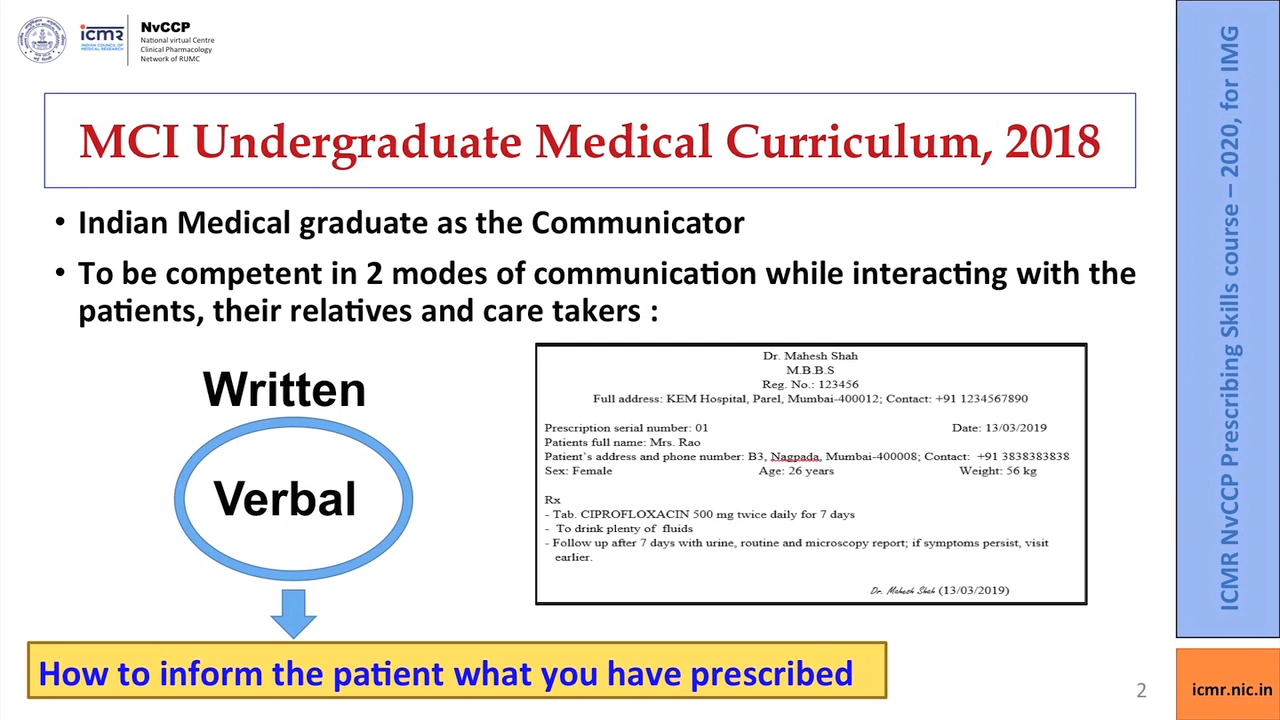 icmr
INDIAN COUNCIL OF
MEDICAL RESEARCH
NvCCP
National virtual Centre
Clinical Pharmacology
Network of RUMC
MCI Undergraduate Medical Curriculum, 2018
• Indian Medical graduate as the Communicator
• To be competent in 2 modes of communication while interacting with the
patients, their relatives and care takers :
Written
Verbal
How to inform the patient what you have prescribed
Dr. Mahesh Shah
M.B.B.S
Reg. No.: 123456
Full address: KEM Hospital, Parel, Mumbai-400012; Contact: +91 1234567890
Prescription serial number: 01 Date: 13/03/2019
Patients full name: Mrs. Rao
Patient's address and phone number: B3, Nagpada, Mumbai-400008; Contact: +91 3838383838
Sex: Female Age: 26 years Weight: 56 kg
Rx
- Tab. CIPROFLOXACIN 500 mg twice daily for 7 days
- To drink plenty of fluids
- Follow up after 7 days with urine, routine and microscopy report; if symptoms persist, visit
earlier.
Dr. Mahesh Shah (13/03/2019)
2
ICMR NvCCP Prescribing Skills course – 2020, for IMG
icmr.nic.in